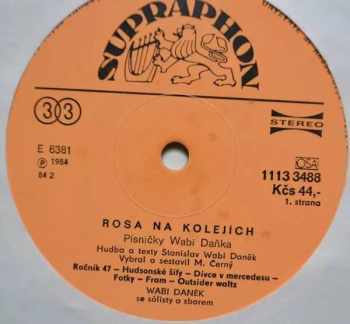 SUPRAPHON
33
STEREO
E 6381
℗ 1984
84 2
OSA
1113 3488
Kčs 44,-
1. strana
ROSA NA KOLEJÍCH
Písničky Wabi Daňka
Hudba a texty Stanislav Wabi Daněk
Vybral a sestavil M. Černý
Ročník 47 – Hudsonské šífy – Dívce v mercedesu –
Fotky – Fram – Outsider waltz
WABI DANĚK
se sólisty a sborem